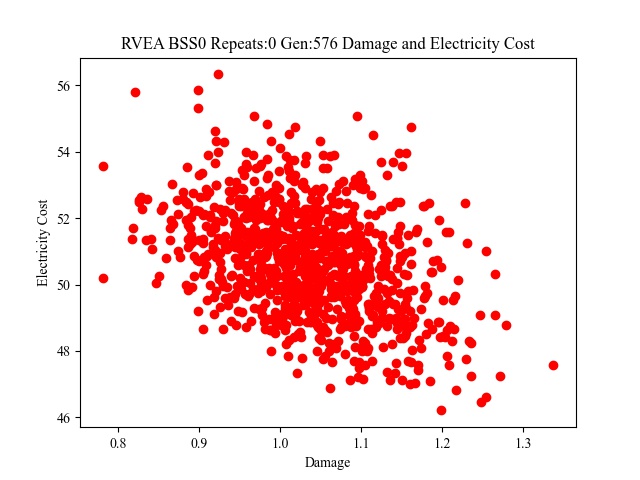 RVEA BSS0 Repeats:0 Gen:576 Damage and Electricity Cost
56
54
52
50
48
46
Electricity Cost
0.8 0.9 1.0 1.1 1.2 1.3
Damage